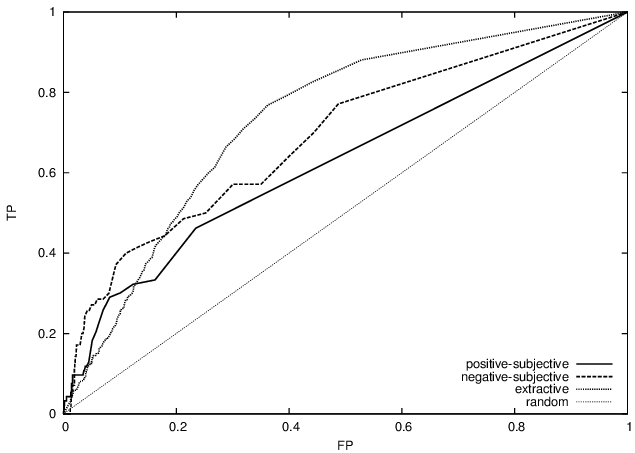 1
0.8
0.6
0.4
0.2
0
0
0.2
0.4
0.6
0.8
1
TP
FP
positive-subjective
negative-subjective
extractive
random